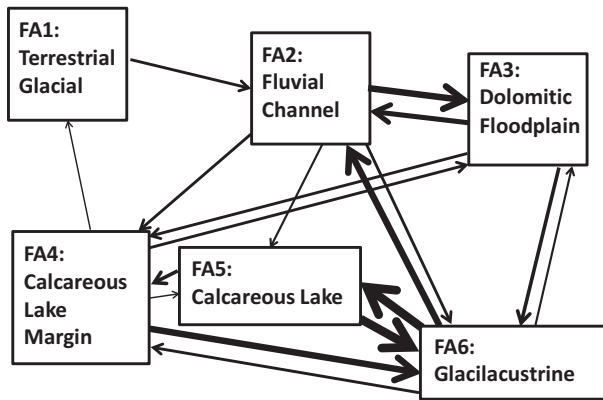 FA1:
Terrestrial
Glacial
FA2:
Fluvial
Channel
FA3:
Dolomitic
Floodplain
FA4:
Calcareous
Lake
Margin
FA5:
Calcareous Lake
FA6:
Glacilacustrine